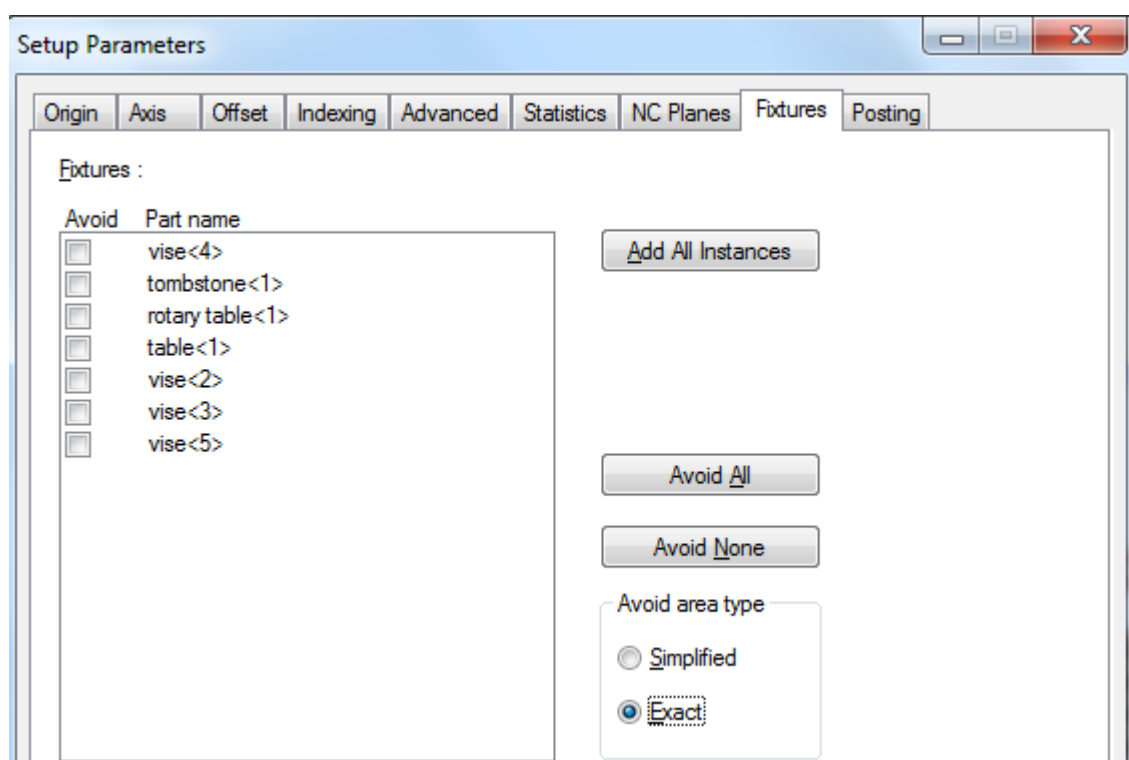 Setup Parameters
Origin Axis Offset Indexing Advanced Statistics NC Planes Fixtures Posting
Fixtures :
Avoid Part name
vise<4>
tombstone<1>
rotary table<1>
table<1>
vise<2>
vise<3>
vise<5>
Add All Instances
Avoid All
Avoid None
Avoid area type
Simplified
Exact